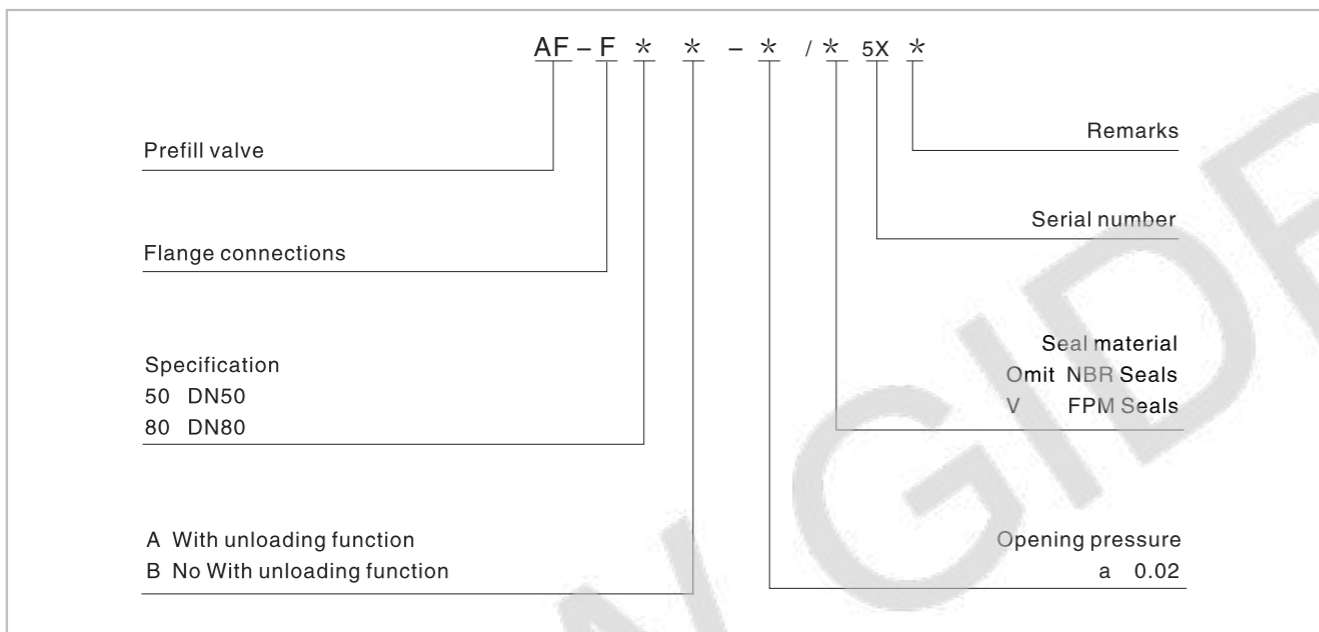 AF – F * * – * / * 5X *
Prefill valve
Flange connections
Specification
50 DN50
80 DN80
A With unloading function
B No With unloading function
Remarks
Serial number
Seal material
Omit NBR Seals
V FPM Seals
Opening pressure
a 0.02